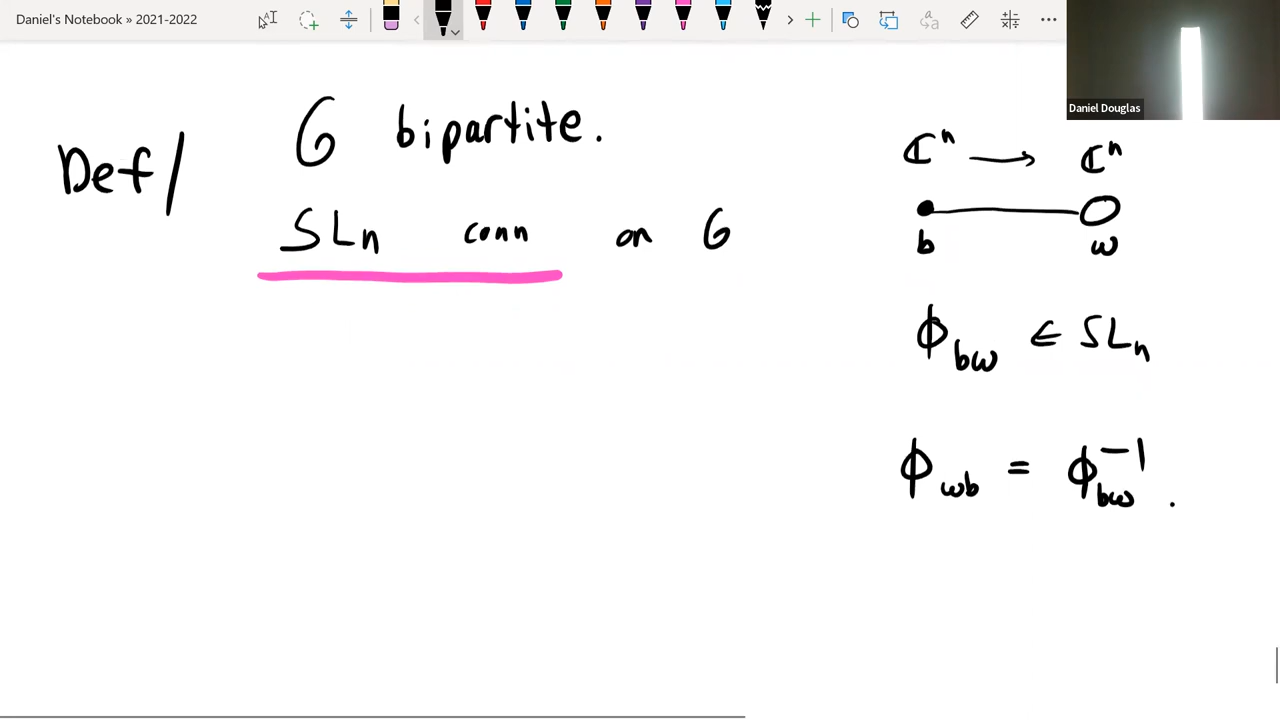 Daniel's Notebook » 2021-2022
Daniel Douglas
Def/ G bipartite.
SLn conn on G
ℂⁿ → ℂⁿ
b w
ϕ_bw ∈ SLn
ϕ_wb = ϕ_bw⁻¹.